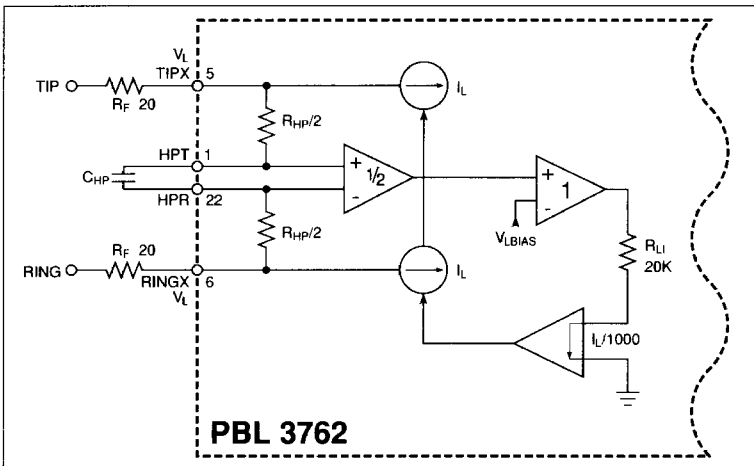 V_L
TIPX 5
TIP
R_F 20
I_L
R_HP/2
HPT 1
+
1/2
-
C_HP
HPR 22
+
1
-
V_LBIAS
R_LI
20K
R_HP/2
R_F 20
I_L
RING
RINGX 6
V_L
I_L/1000
PBL 3762